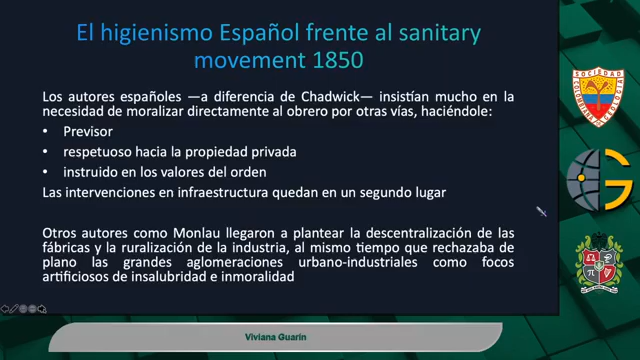 El higienismo Español frente al sanitary
movement 1850
Los autores españoles —a diferencia de Chadwick— insistían mucho en la
necesidad de moralizar directamente al obrero por otras vías, haciéndole:
• Previsor
• respetuoso hacia la propiedad privada
• instruido en los valores del orden
Las intervenciones en infraestructura quedan en un segundo lugar
Otros autores como Monlau llegaron a plantear la descentralización de las
fábricas y la ruralización de la industria, al mismo tiempo que rechazaba de
plano las grandes aglomeraciones urbano-industriales como focos
artificiosos de insalubridad e inmoralidad
SOCIEDAD
COLOMBIANA
GEOLOGIA
G
Viviana Guarín